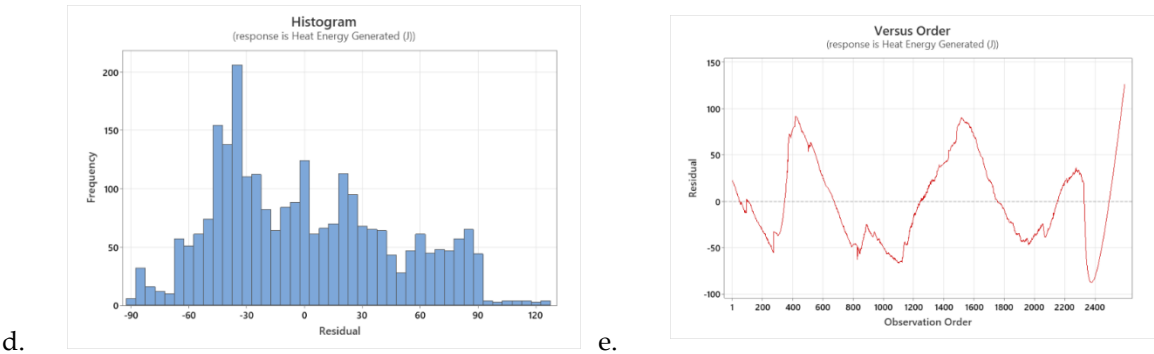 Histogram
(response is Heat Energy Generated (J))
200
150
100
50
0
Frequency
-90 -60 -30 0 30 60 90 120
Residual
d.
Versus Order
(response is Heat Energy Generated (J))
150
100
50
0
-50
-100
Residual
1 200 400 600 800 1000 1200 1400 1600 1800 2000 2200 2400
Observation Order
e.